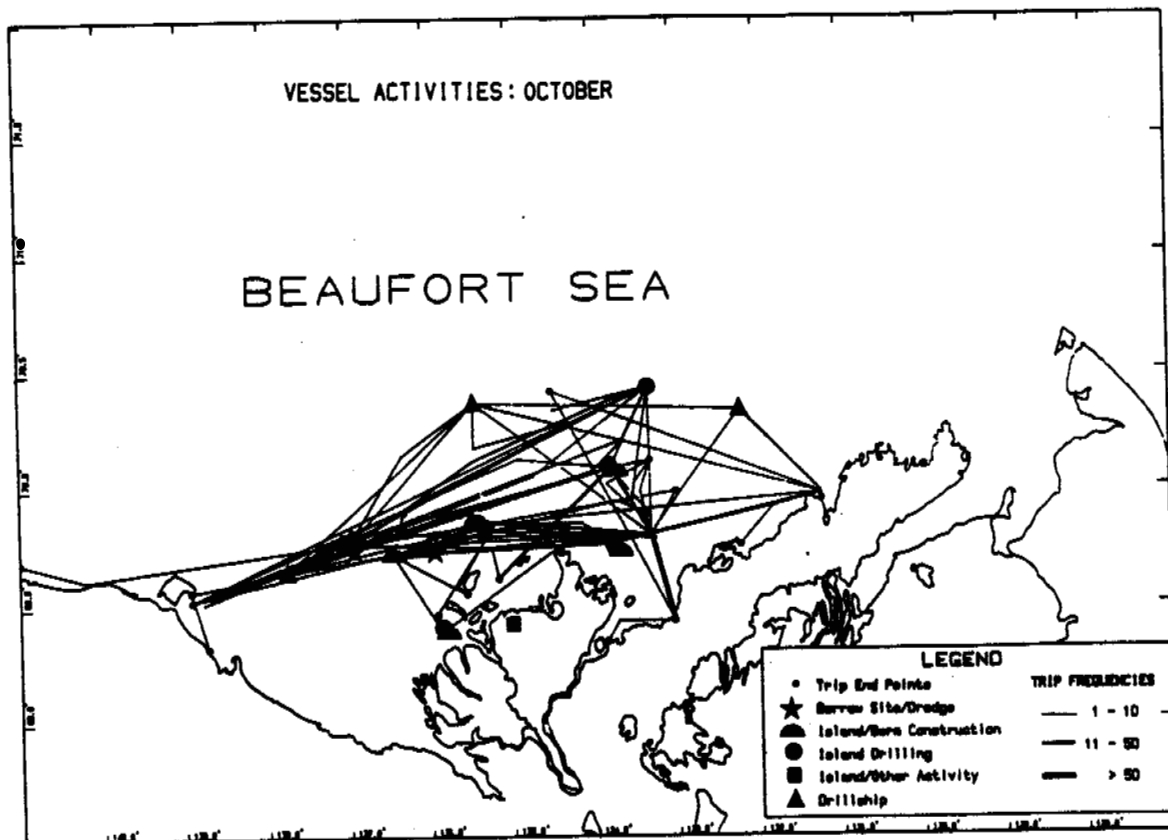 VESSEL ACTIVITIES: OCTOBER
BEAUFORT SEA
LEGEND
TRIP FREQUENCIES
Trip End Points
Borrow Site/Dredge
Island/Berm Construction
Island Drilling
Island/Other Activity
Drillship
1 - 10
11 - 50
> 50